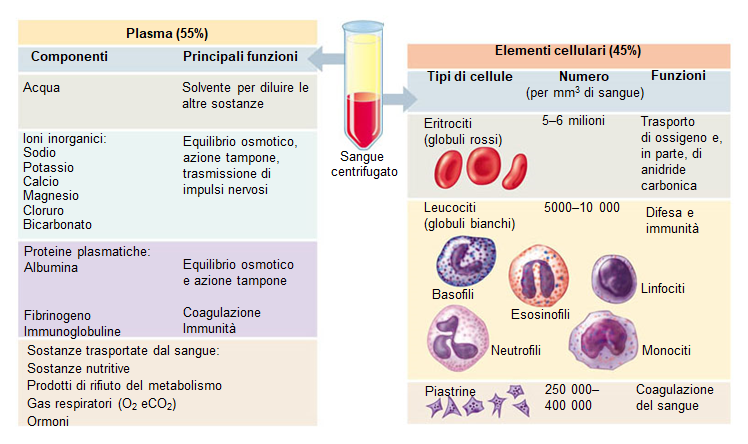 Plasma (55%)
Componenti Principali funzioni
Acqua Solvente per diluire le
altre sostanze
Ioni inorganici:
Sodio
Potassio
Calcio
Magnesio
Cloruro
Bicarbonato
Equilibrio osmotico,
azione tampone,
trasmissione di
impulsi nervosi
Proteine plasmatiche:
Albumina
Equilibrio osmotico
e azione tampone
Fibrinogeno Coagulazione
Immunoglobuline Immunità
Sostanze trasportate dal sangue:
Sostanze nutritive
Prodotti di rifiuto del metabolismo
Gas respiratori (O2 eCO2)
Ormoni
Sangue
centrifugato
Elementi cellulari (45%)
Tipi di cellule Numero Funzioni
(per mm3 di sangue)
Eritrociti
(globuli rossi)
5–6 milioni
Trasporto
di ossigeno e,
in parte, di
anidride
carbonica
Leucociti
(globuli bianchi)
5000–10 000
Difesa e
immunità
Basofili
Esosinofili
Linfociti
Neutrofili
Monociti
Piastrine
250 000–
400 000
Coagulazione
del sangue